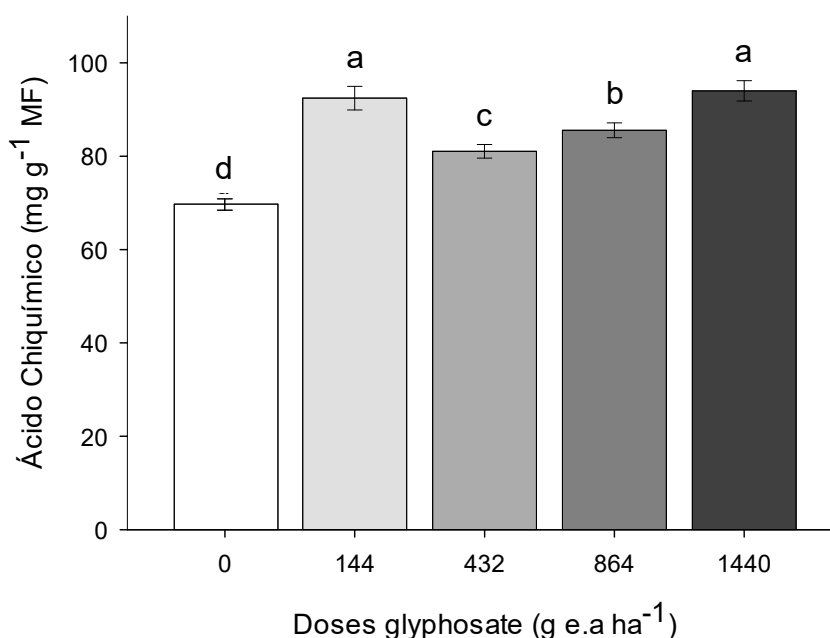 Ácido Chiquímico (mg g⁻¹ MF)
100
80
60
40
20
0
d
a
c
b
a
0 144 432 864 1440
Doses glyphosate (g e.a ha⁻¹)